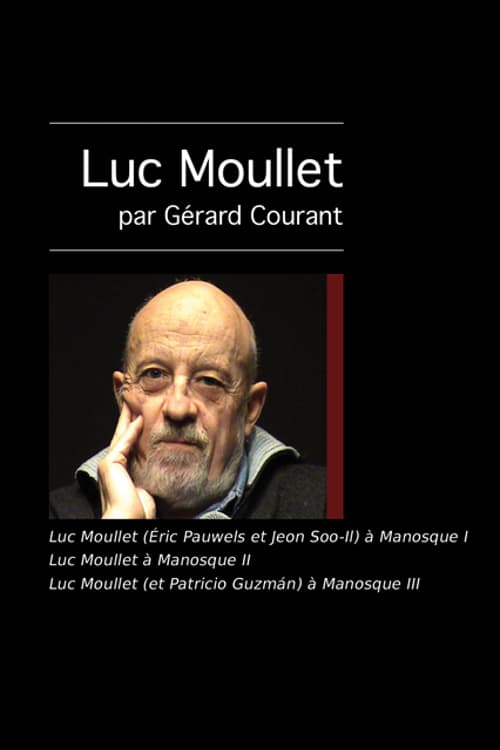 Luc Moullet
par Gérard Courant
Luc Moullet (Éric Pauwels et Jeon Soo-Il) à Manosque I
Luc Moullet à Manosque II
Luc Moullet (et Patricio Guzmán) à Manosque III